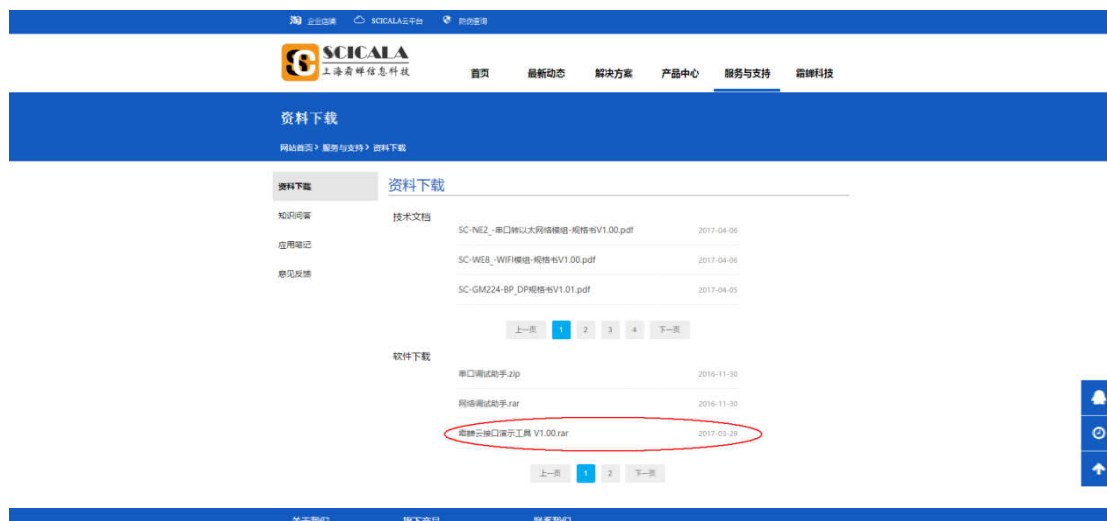 企业店铺 SCICALA云平台 防伪查询
SCICALA
上海霜蝉信息科技
首页 最新动态 解决方案 产品中心 服务与支持 霜蝉科技
资料下载
网站首页> 服务与支持> 资料下载
资料下载
知识问答
应用笔记
意见反馈
资料下载
技术文档
SC-NE2_-串口转以太网络模组-规格书V1.00.pdf 2017-04-06
SC-WE8_-WIFI模组-规格书V1.00.pdf 2017-04-06
SC-GM224-BP_DP规格书V1.01.pdf 2017-04-05
上一页 1 2 3 4 下一页
软件下载
串口调试助手.zip 2016-11-30
网络调试助手.rar 2016-11-30
霜蝉云接口演示工具 V1.00.rar 2017-03-29
上一页 1 2 下一页
关于我们 旗下产品 联系我们